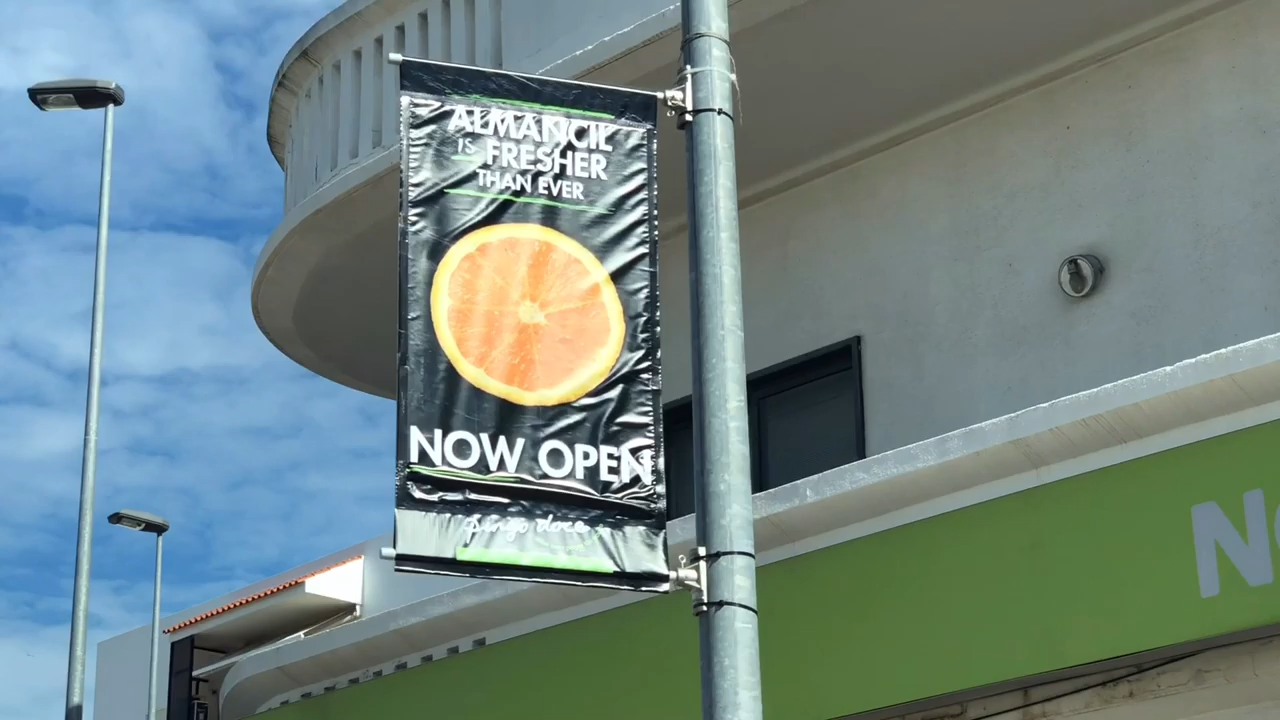 ALMANCIL
IS FRESHER
THAN EVER
NOW OPEN
pingo doce